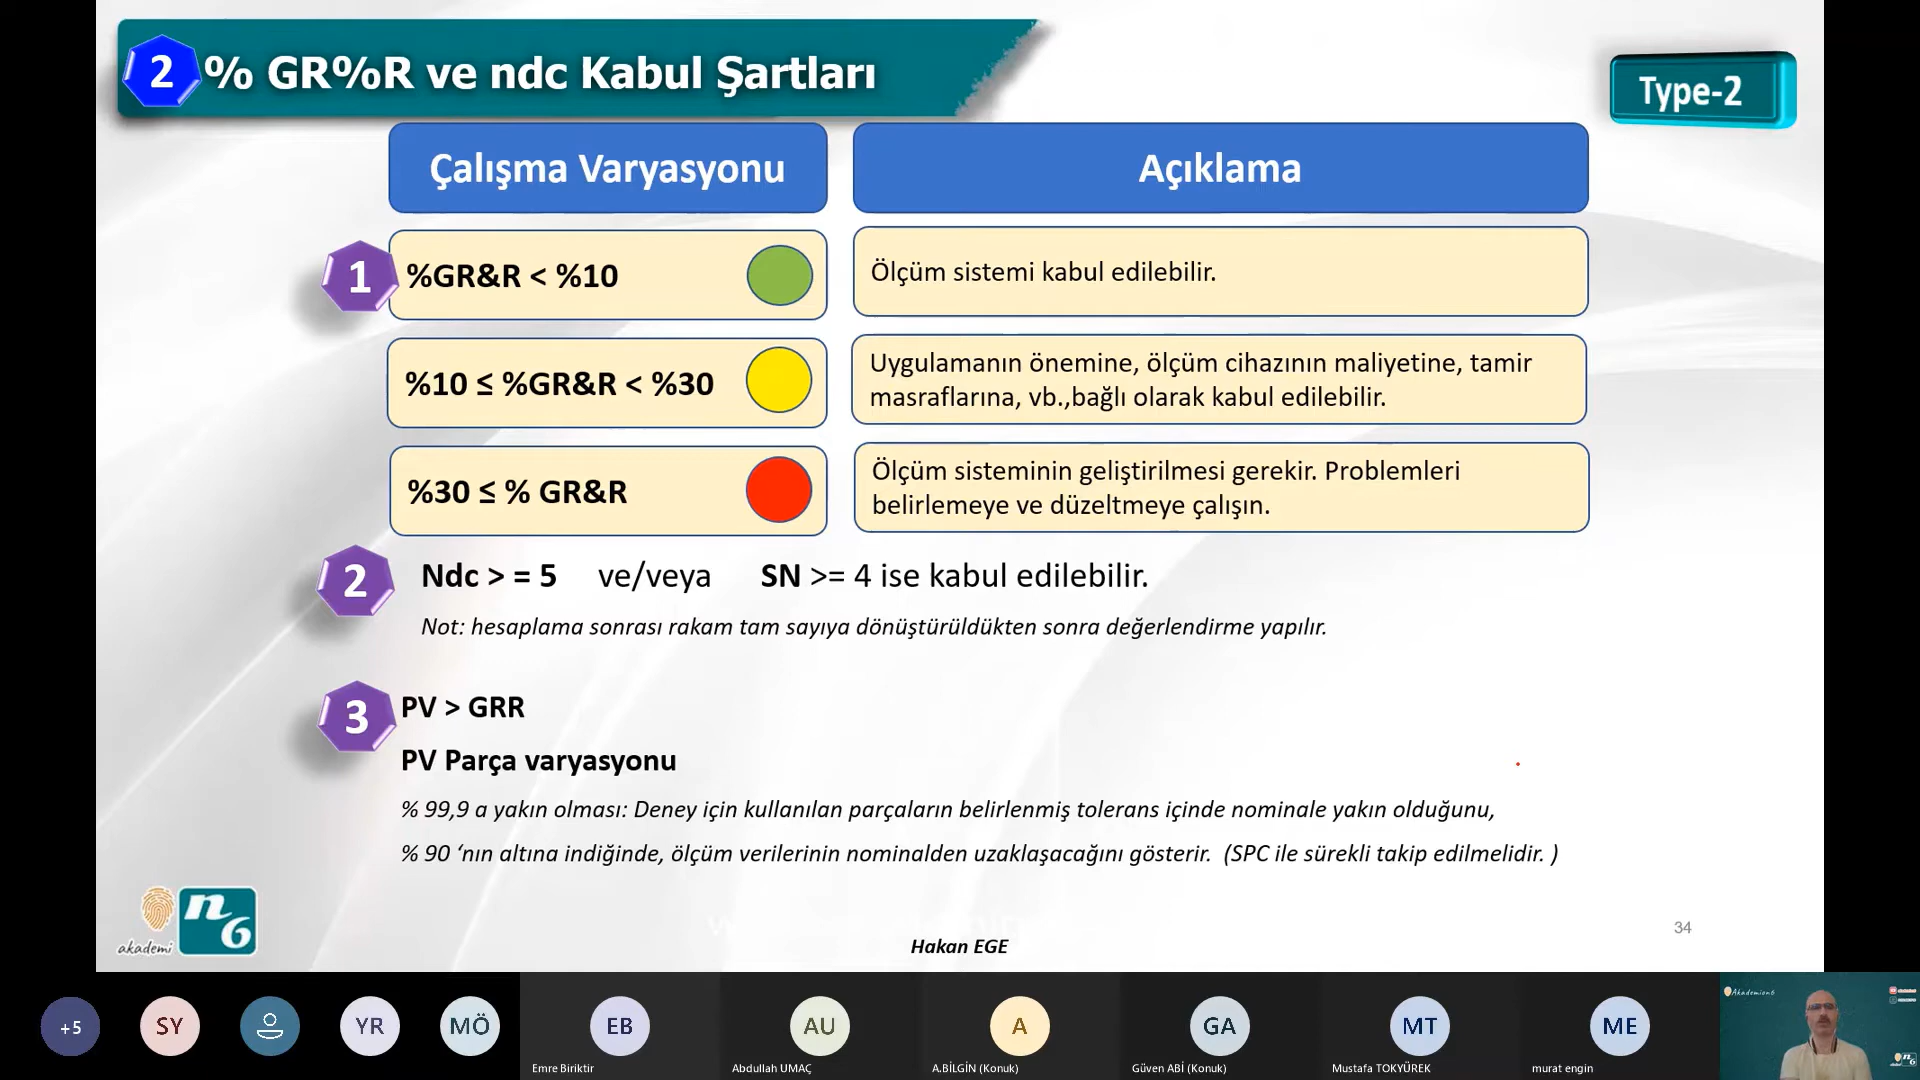 2 % GR%R ve ndc Kabul Şartları
Type-2
Çalışma Varyasyonu
Açıklama
1 %GR&R < %10
Ölçüm sistemi kabul edilebilir.
%10 ≤ %GR&R < %30
Uygulamanın önemine, ölçüm cihazının maliyetine, tamir
masraflarına, vb.,bağlı olarak kabul edilebilir.
%30 ≤ % GR&R
Ölçüm sisteminin geliştirilmesi gerekir. Problemleri
belirlemeye ve düzeltmeye çalışın.
2 Ndc > = 5 ve/veya SN >= 4 ise kabul edilebilir.
Not: hesaplama sonrası rakam tam sayıya dönüştürüldükten sonra değerlendirme yapılır.
3 PV > GRR
PV Parça varyasyonu
% 99,9 a yakın olması: Deney için kullanılan parçaların belirlenmiş tolerans içinde nominale yakın olduğunu,
% 90 ‘nın altına indiğinde, ölçüm verilerinin nominalden uzaklaşacağını gösterir. (SPC ile sürekli takip edilmelidir. )
akademi n6
Hakan EGE
34
+5
SY
YR
MÖ
EB
AU
A
GA
MT
ME
Emre Biriktir
Abdullah UMAÇ
A.BİLGİN (Konuk)
Güven ABİ (Konuk)
Mustafa TOKYÜREK
murat engin